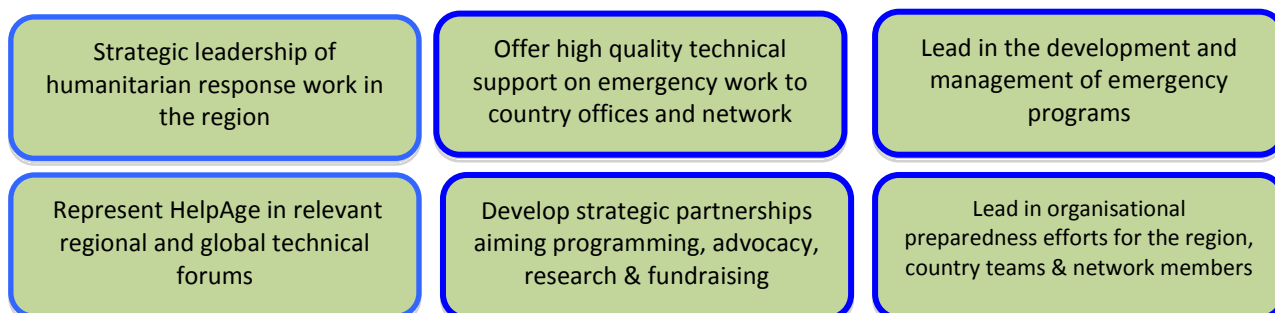 Strategic leadership of
humanitarian response work in
the region
Offer high quality technical
support on emergency work to
country offices and network
Lead in the development and
management of emergency
programs
Represent HelpAge in relevant
regional and global technical
forums
Develop strategic partnerships
aiming programming, advocacy,
research & fundraising
Lead in organisational
preparedness efforts for the region,
country teams & network members